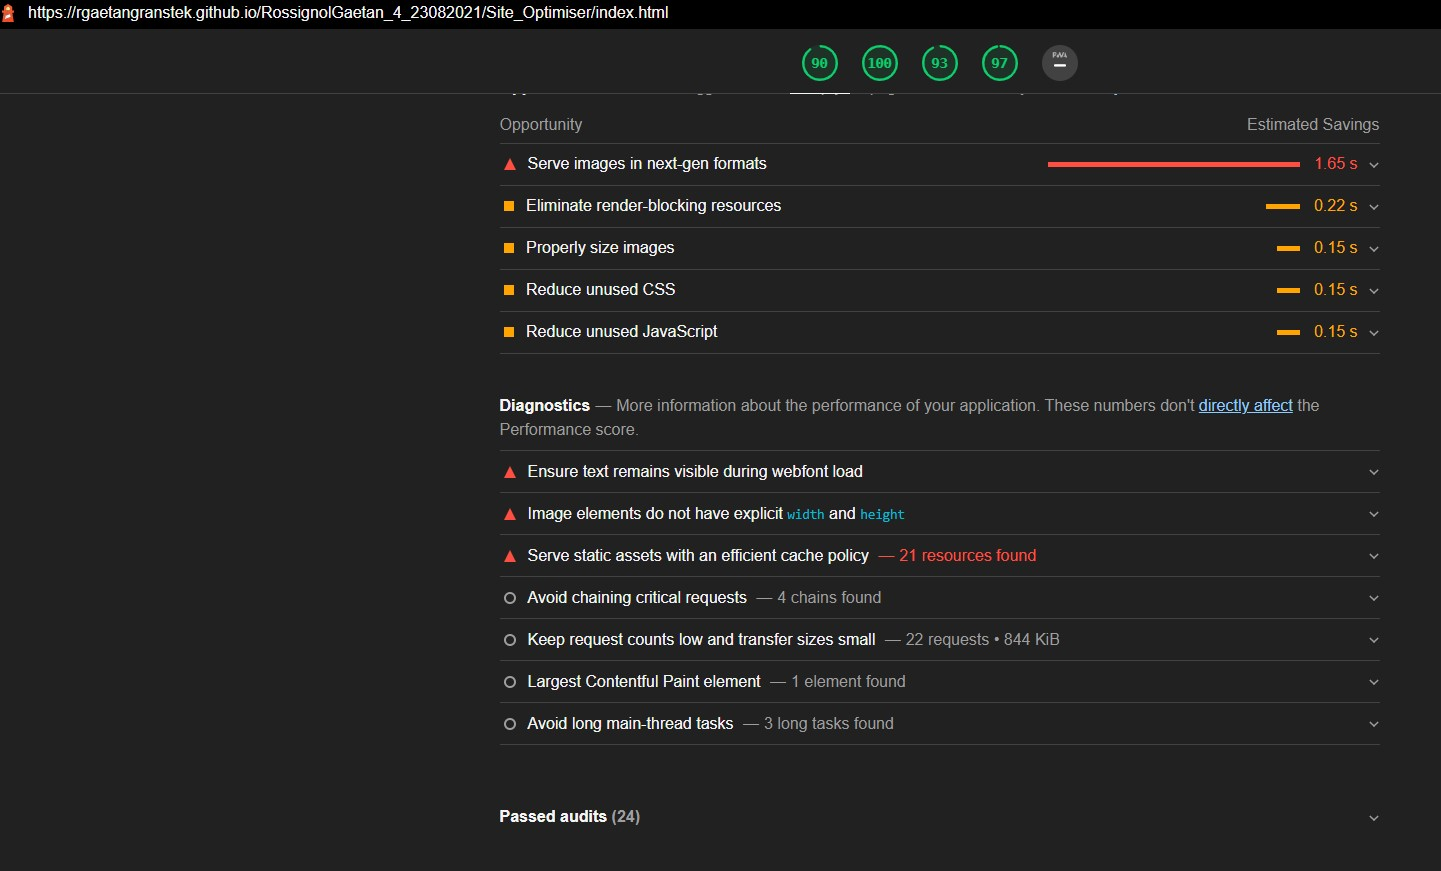 https://rgaetangranstek.github.io/RossignolGaetan_4_23082021/Site_Optimiser/index.html
90 100 93 97 PWA
Opportunity Estimated Savings
Serve images in next-gen formats 1.65 s
Eliminate render-blocking resources 0.22 s
Properly size images 0.15 s
Reduce unused CSS 0.15 s
Reduce unused JavaScript 0.15 s
Diagnostics — More information about the performance of your application. These numbers don't directly affect the
Performance score.
Ensure text remains visible during webfont load
Image elements do not have explicit width and height
Serve static assets with an efficient cache policy — 21 resources found
Avoid chaining critical requests — 4 chains found
Keep request counts low and transfer sizes small — 22 requests • 844 KiB
Largest Contentful Paint element — 1 element found
Avoid long main-thread tasks — 3 long tasks found
Passed audits (24)